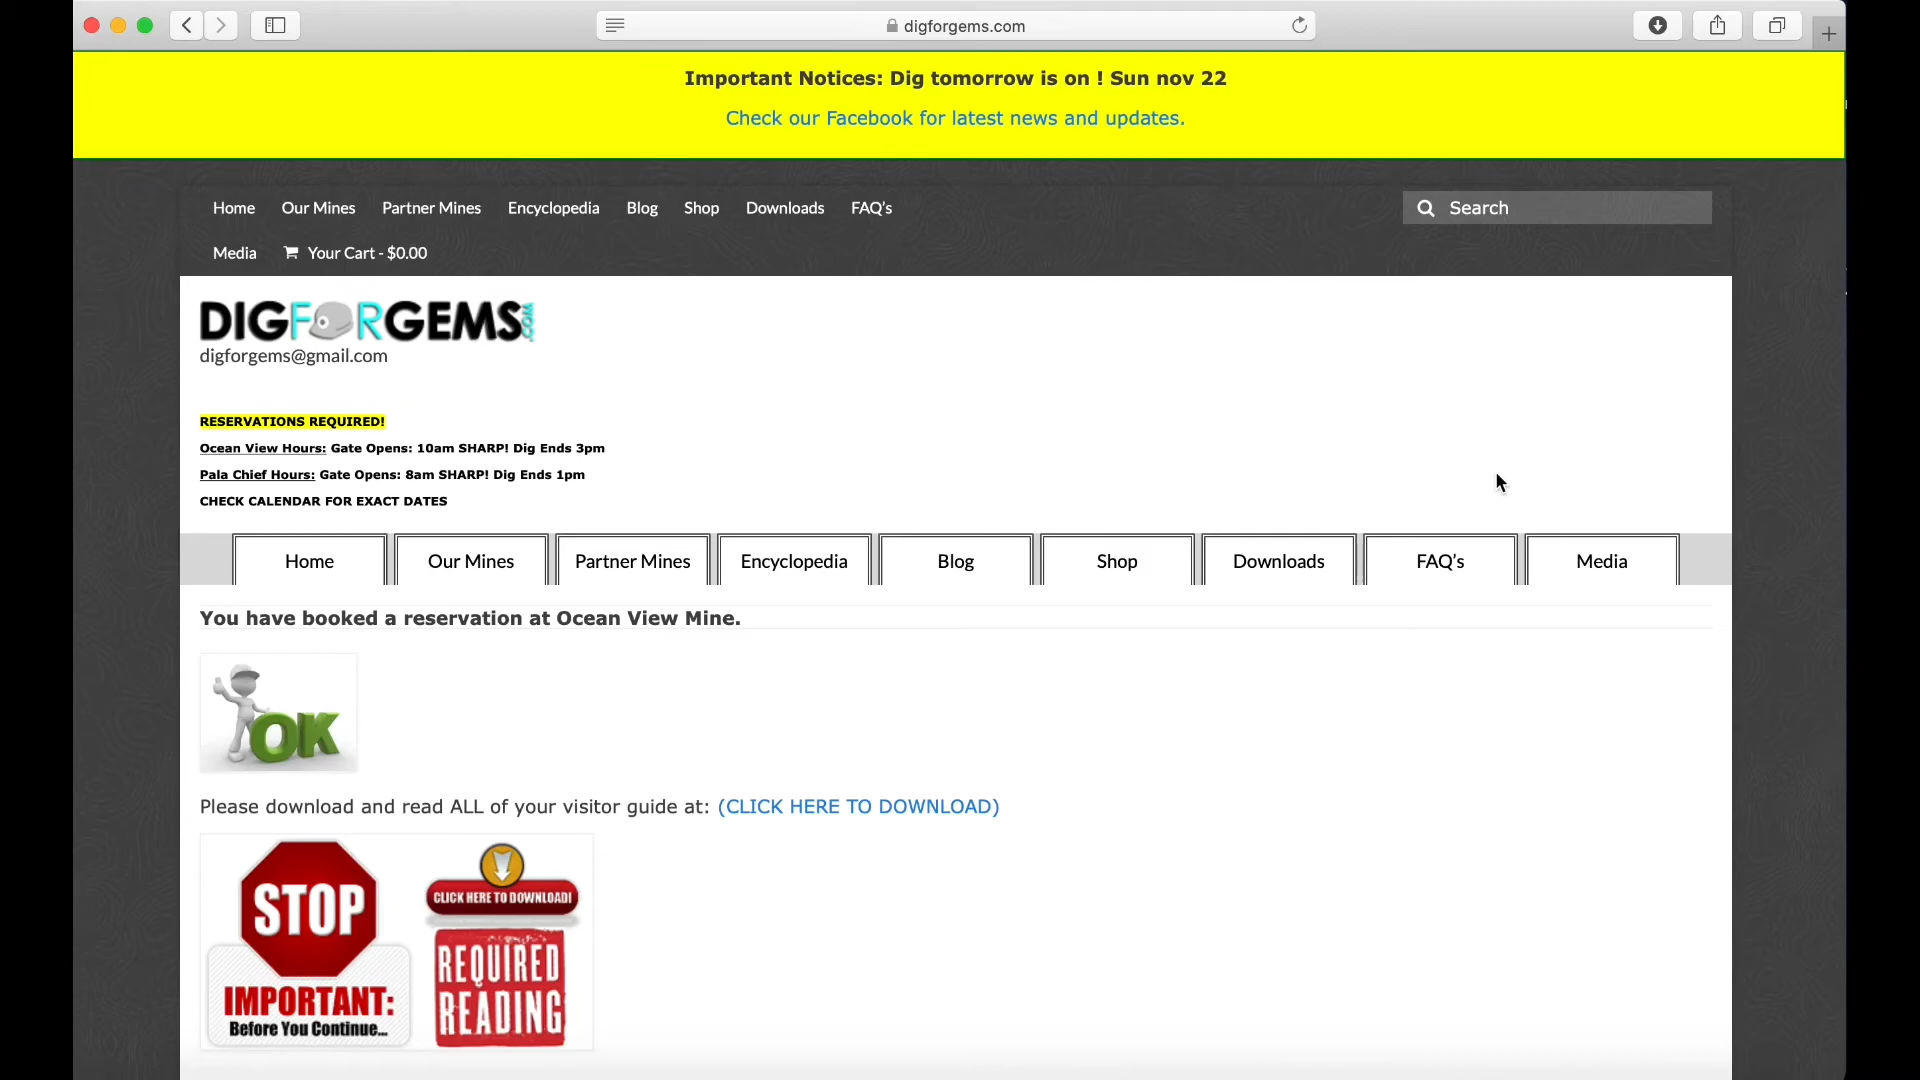 digforgems.com
Important Notices: Dig tomorrow is on ! Sun nov 22
Check our Facebook for latest news and updates.
Home Our Mines Partner Mines Encyclopedia Blog Shop Downloads FAQ's
Search
Media Your Cart - $0.00
DIGFORGEMS.COM
digforgems@gmail.com
RESERVATIONS REQUIRED!
Ocean View Hours: Gate Opens: 10am SHARP! Dig Ends 3pm
Pala Chief Hours: Gate Opens: 8am SHARP! Dig Ends 1pm
CHECK CALENDAR FOR EXACT DATES
Home Our Mines Partner Mines Encyclopedia Blog Shop Downloads FAQ's Media
You have booked a reservation at Ocean View Mine.
OK
Please download and read ALL of your visitor guide at: (CLICK HERE TO DOWNLOAD)
STOP
IMPORTANT:
Before You Continue...
CLICK HERE TO DOWNLOAD!
REQUIRED
READING